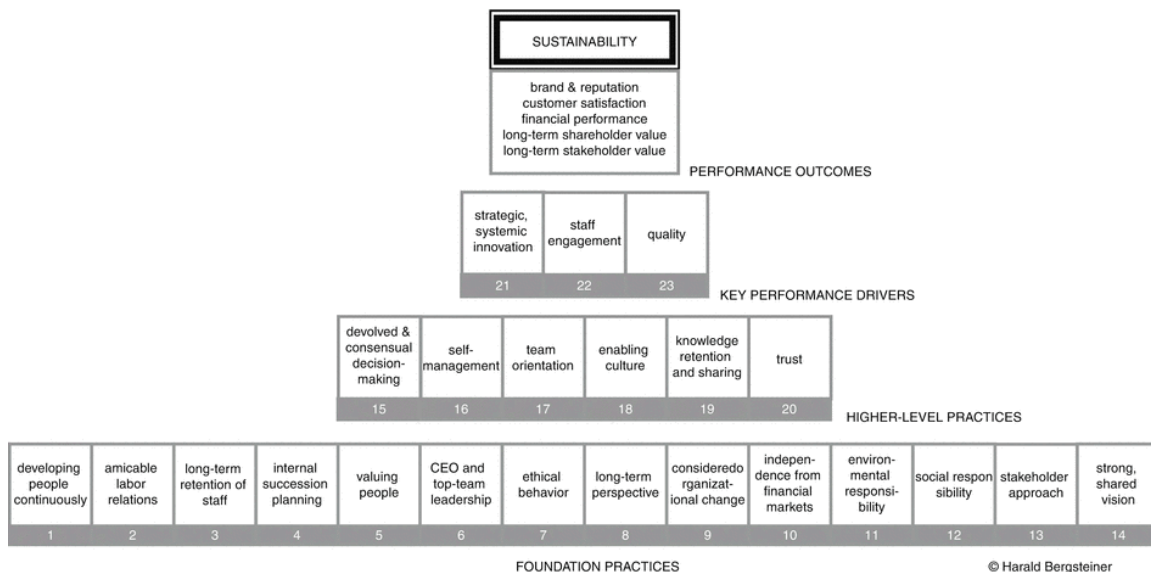 SUSTAINABILITY
brand & reputation
customer satisfaction
financial performance
long-term shareholder value
long-term stakeholder value
PERFORMANCE OUTCOMES
strategic,
systemic
innovation
21
staff
engagement
22
quality
23
KEY PERFORMANCE DRIVERS
devolved &
consensual
decision-
making
15
self-
management
16
team
orientation
17
enabling
culture
18
knowledge
retention
and sharing
19
trust
20
HIGHER-LEVEL PRACTICES
developing
people
continuously
1
amicable
labor
relations
2
long-term
retention of
staff
3
internal
succession
planning
4
valuing
people
5
CEO and
top-team
leadership
6
ethical
behavior
7
long-term
perspective
8
consideredo
rganizat-
ional change
9
indepen-
dence from
financial
markets
10
environ-
mental
responsi-
bility
11
social respon
sibility
12
stakeholder
approach
13
strong,
shared
vision
14
FOUNDATION PRACTICES
© Harald Bergsteiner